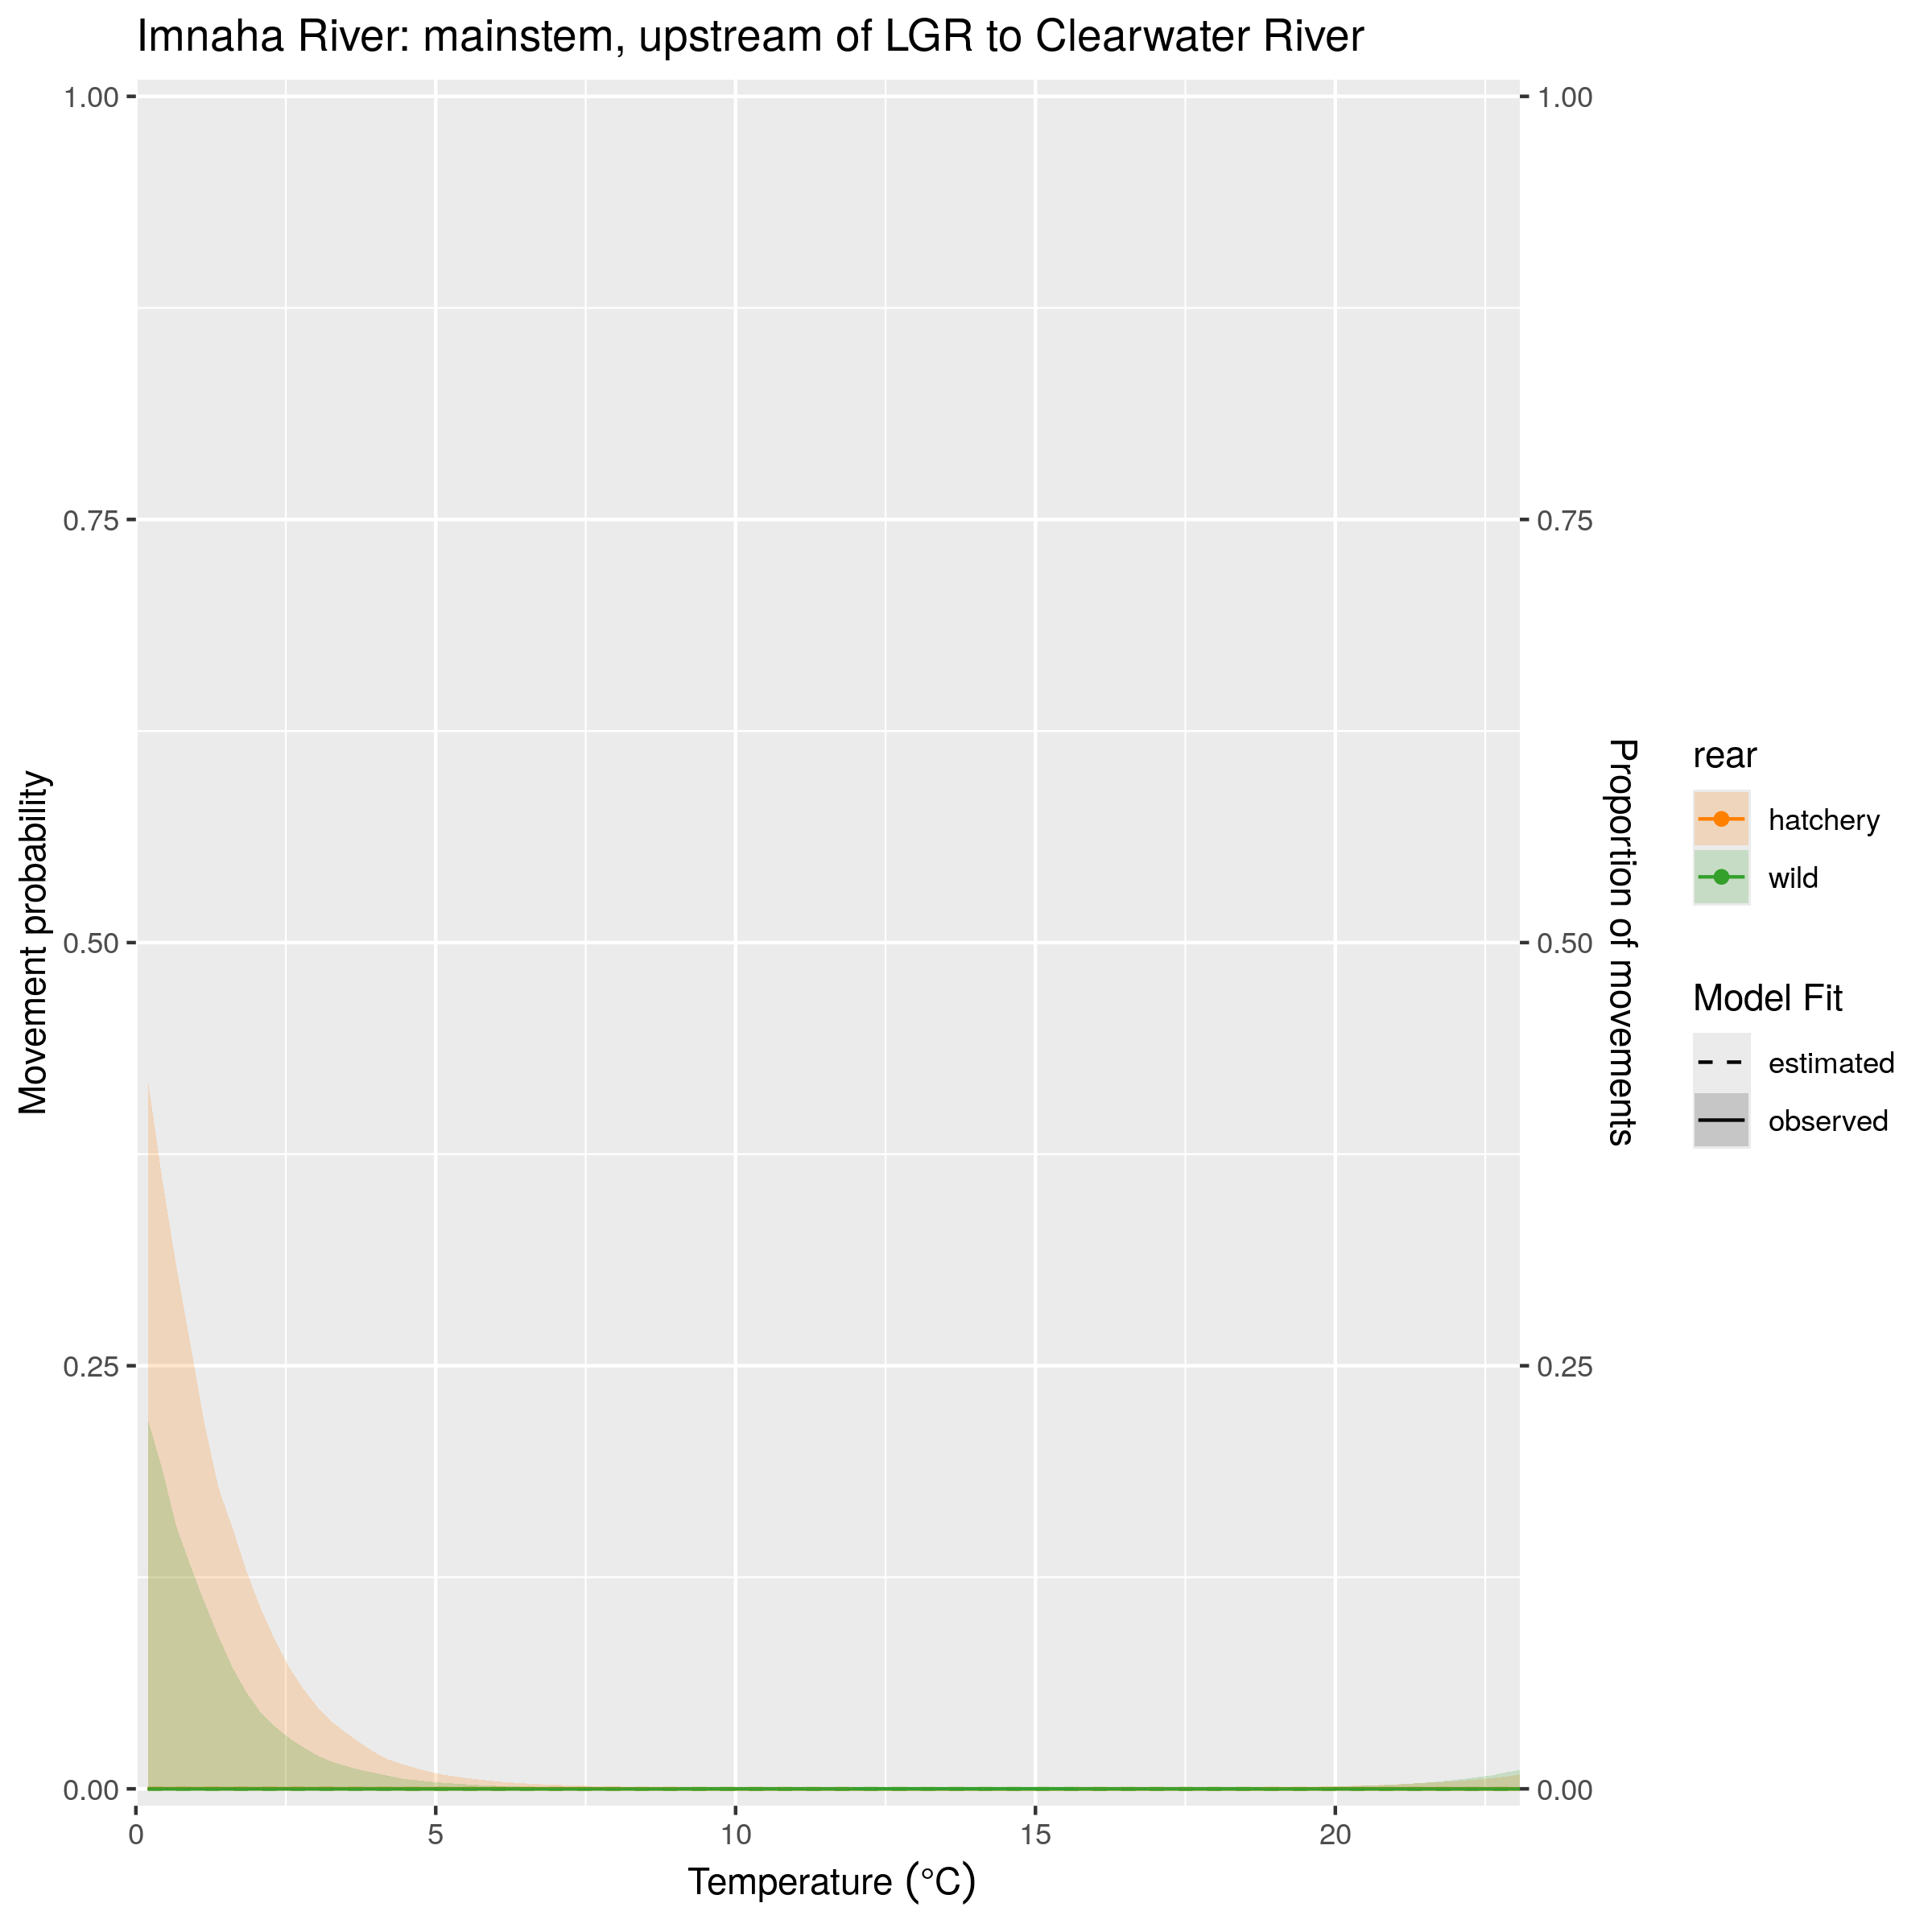 Imnaha River: mainstem, upstream of LGR to Clearwater River
Movement probability
1.00
0.75
0.50
0.25
0.00
0
5
10
15
20
Temperature (°C)
1.00
0.75
0.50
0.25
0.00
Proportion of movements
rear
hatchery
wild
Model Fit
estimated
observed